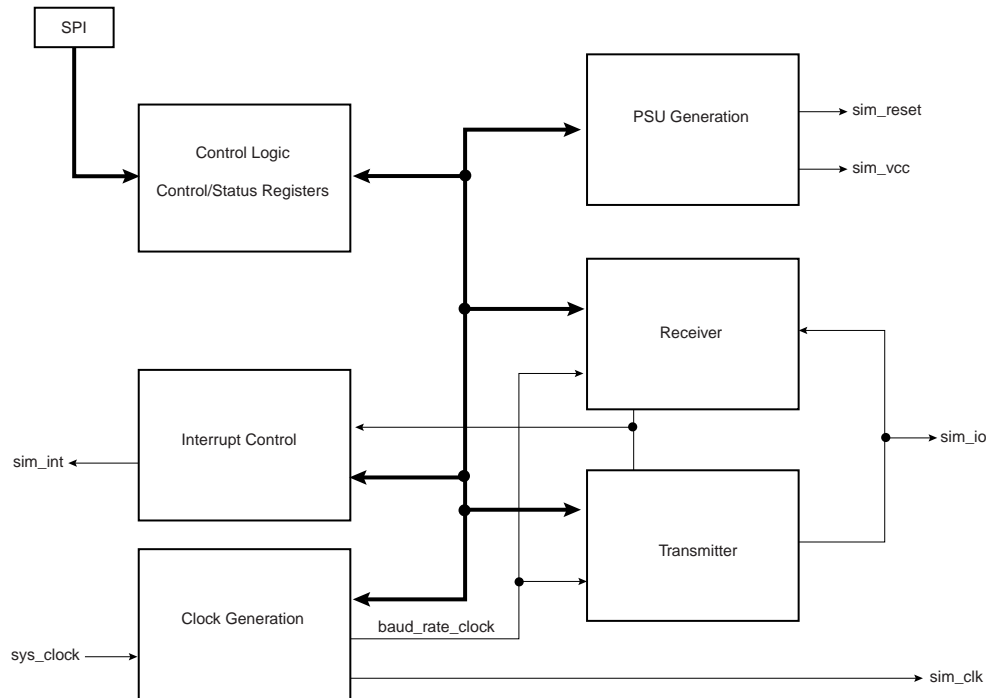 SPI
PSU Generation
sim_reset
sim_vcc
Control Logic
Control/Status Registers
Receiver
Interrupt Control
sim_int
sim_io
Transmitter
Clock Generation
baud_rate_clock
sys_clock
sim_clk